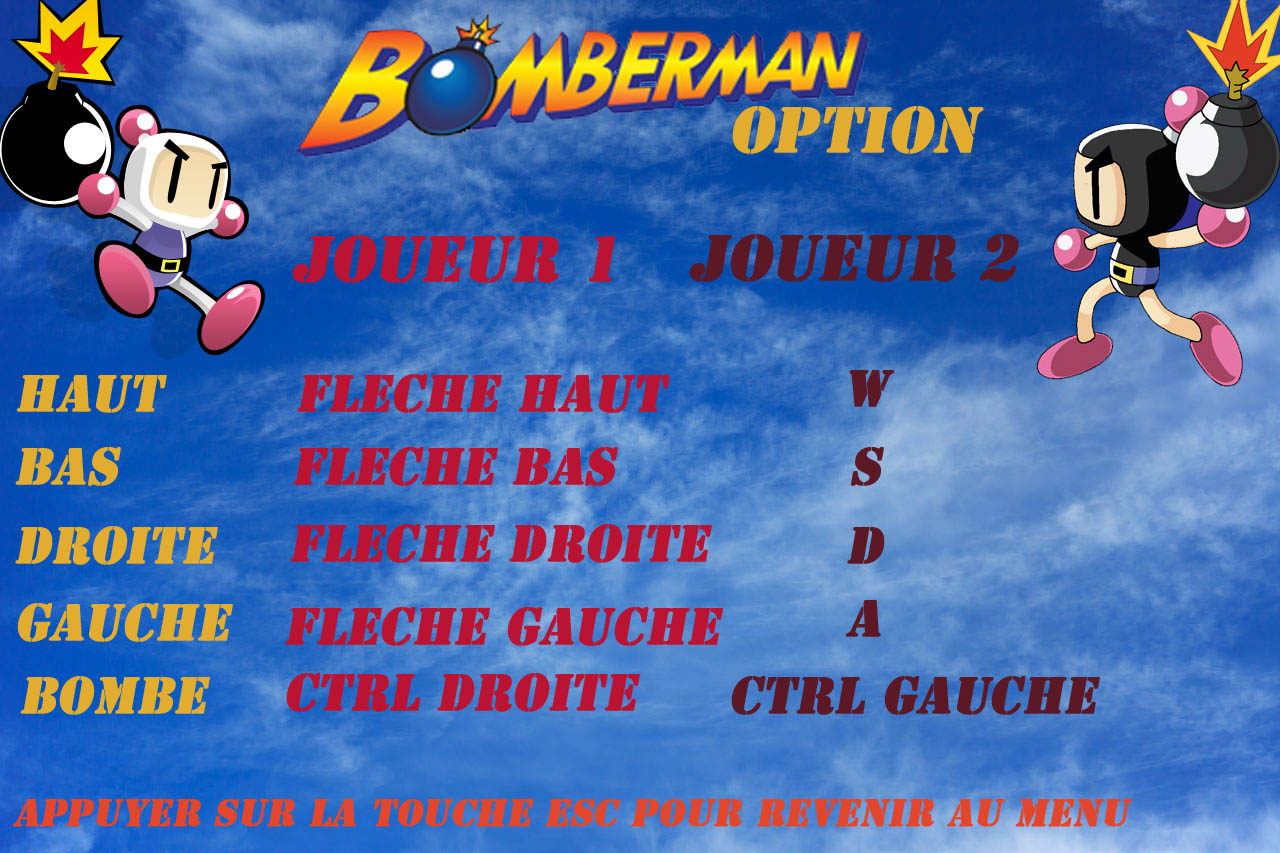 BOMBERMAN
OPTION
JOUEUR 1 JOUEUR 2
HAUT FLECHE HAUT W
BAS FLECHE BAS S
DROITE FLECHE DROITE D
GAUCHE FLECHE GAUCHE A
BOMBE CTRL DROITE CTRL GAUCHE
APPUYER SUR LA TOUCHE ESC POUR REVENIR AU MENU